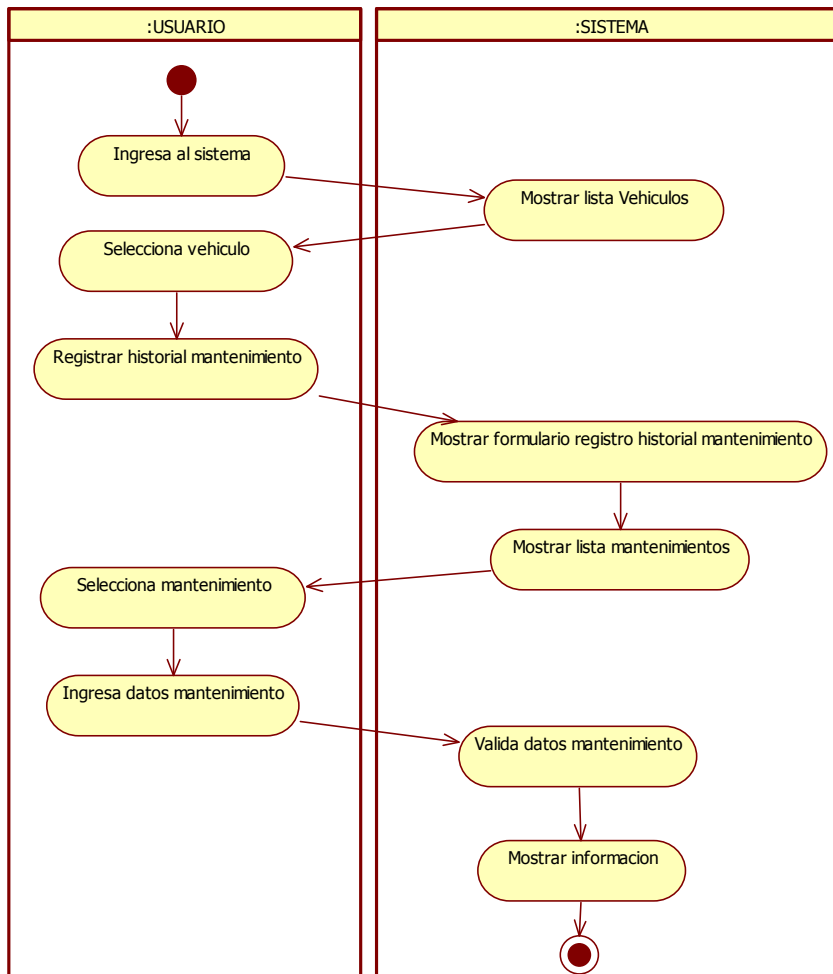 :USUARIO
:SISTEMA
Ingresa al sistema
Mostrar lista Vehiculos
Selecciona vehiculo
Registrar historial mantenimiento
Mostrar formulario registro historial mantenimiento
Mostrar lista mantenimientos
Selecciona mantenimiento
Ingresa datos mantenimiento
Valida datos mantenimiento
Mostrar informacion